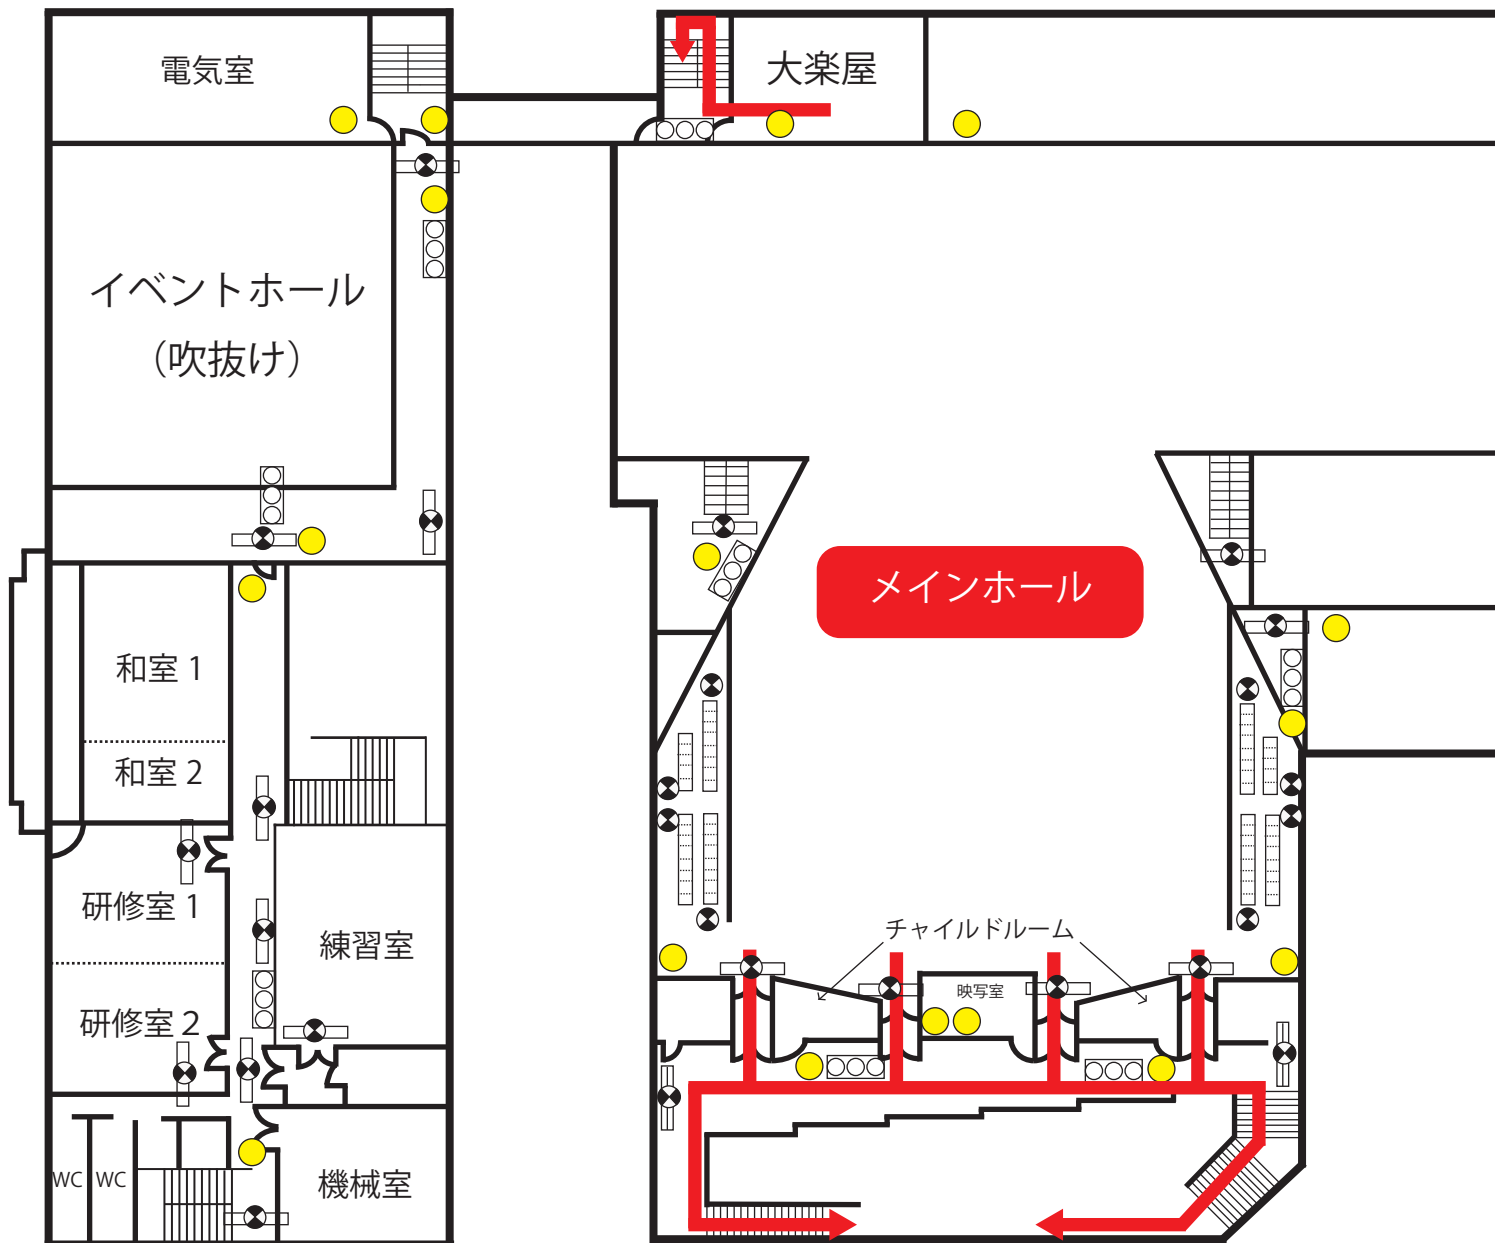 電気室
大楽屋
イベントホール
（吹抜け）
メインホール
和室 1
和室 2
研修室 1
チャイルドルーム
練習室
映写室
研修室 2
WC
WC
機械室